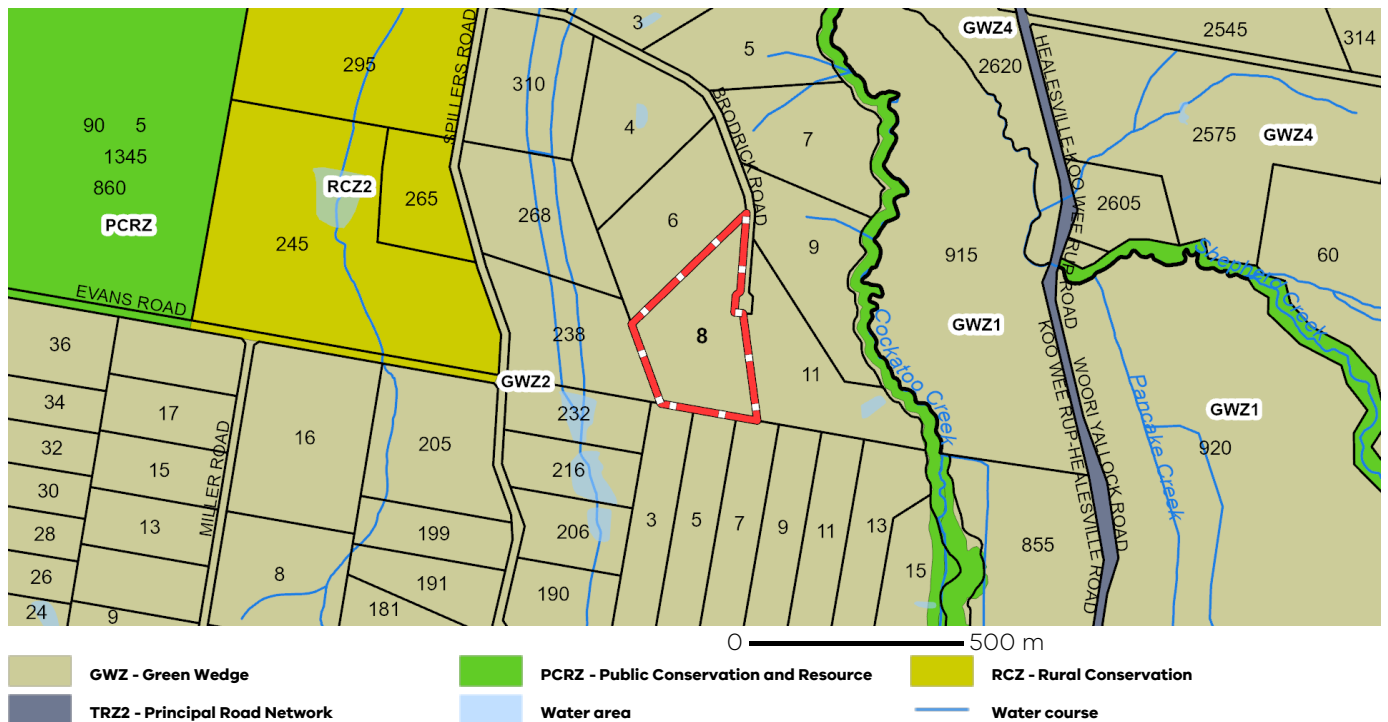 3
5
GWZ4
2545
314
295
SPILLERS ROAD
310
2620
HEALESVILLE-KOO WEE RUP ROAD
BRODRICK ROAD
90 5
1345
860
4
7
2575
GWZ4
PCRZ
RCZ2
265
268
6
9
2605
245
915
60
Shepherd Creek
EVANS ROAD
GWZ1
36
238
8
Cockatoo Creek
KOO WEE RUP-HEALESVILLE ROAD
WOORI YALLOCK ROAD
Pancake Creek
GWZ2
11
GWZ1
34
17
232
920
32
16
205
15
216
30
MILLER ROAD
28
13
199
206
3
5
7
9
11
13
855
26
8
191
15
24
9
181
190
0 500 m
GWZ - Green Wedge
PCRZ - Public Conservation and Resource
RCZ - Rural Conservation
TRZ2 - Principal Road Network
Water area
Water course